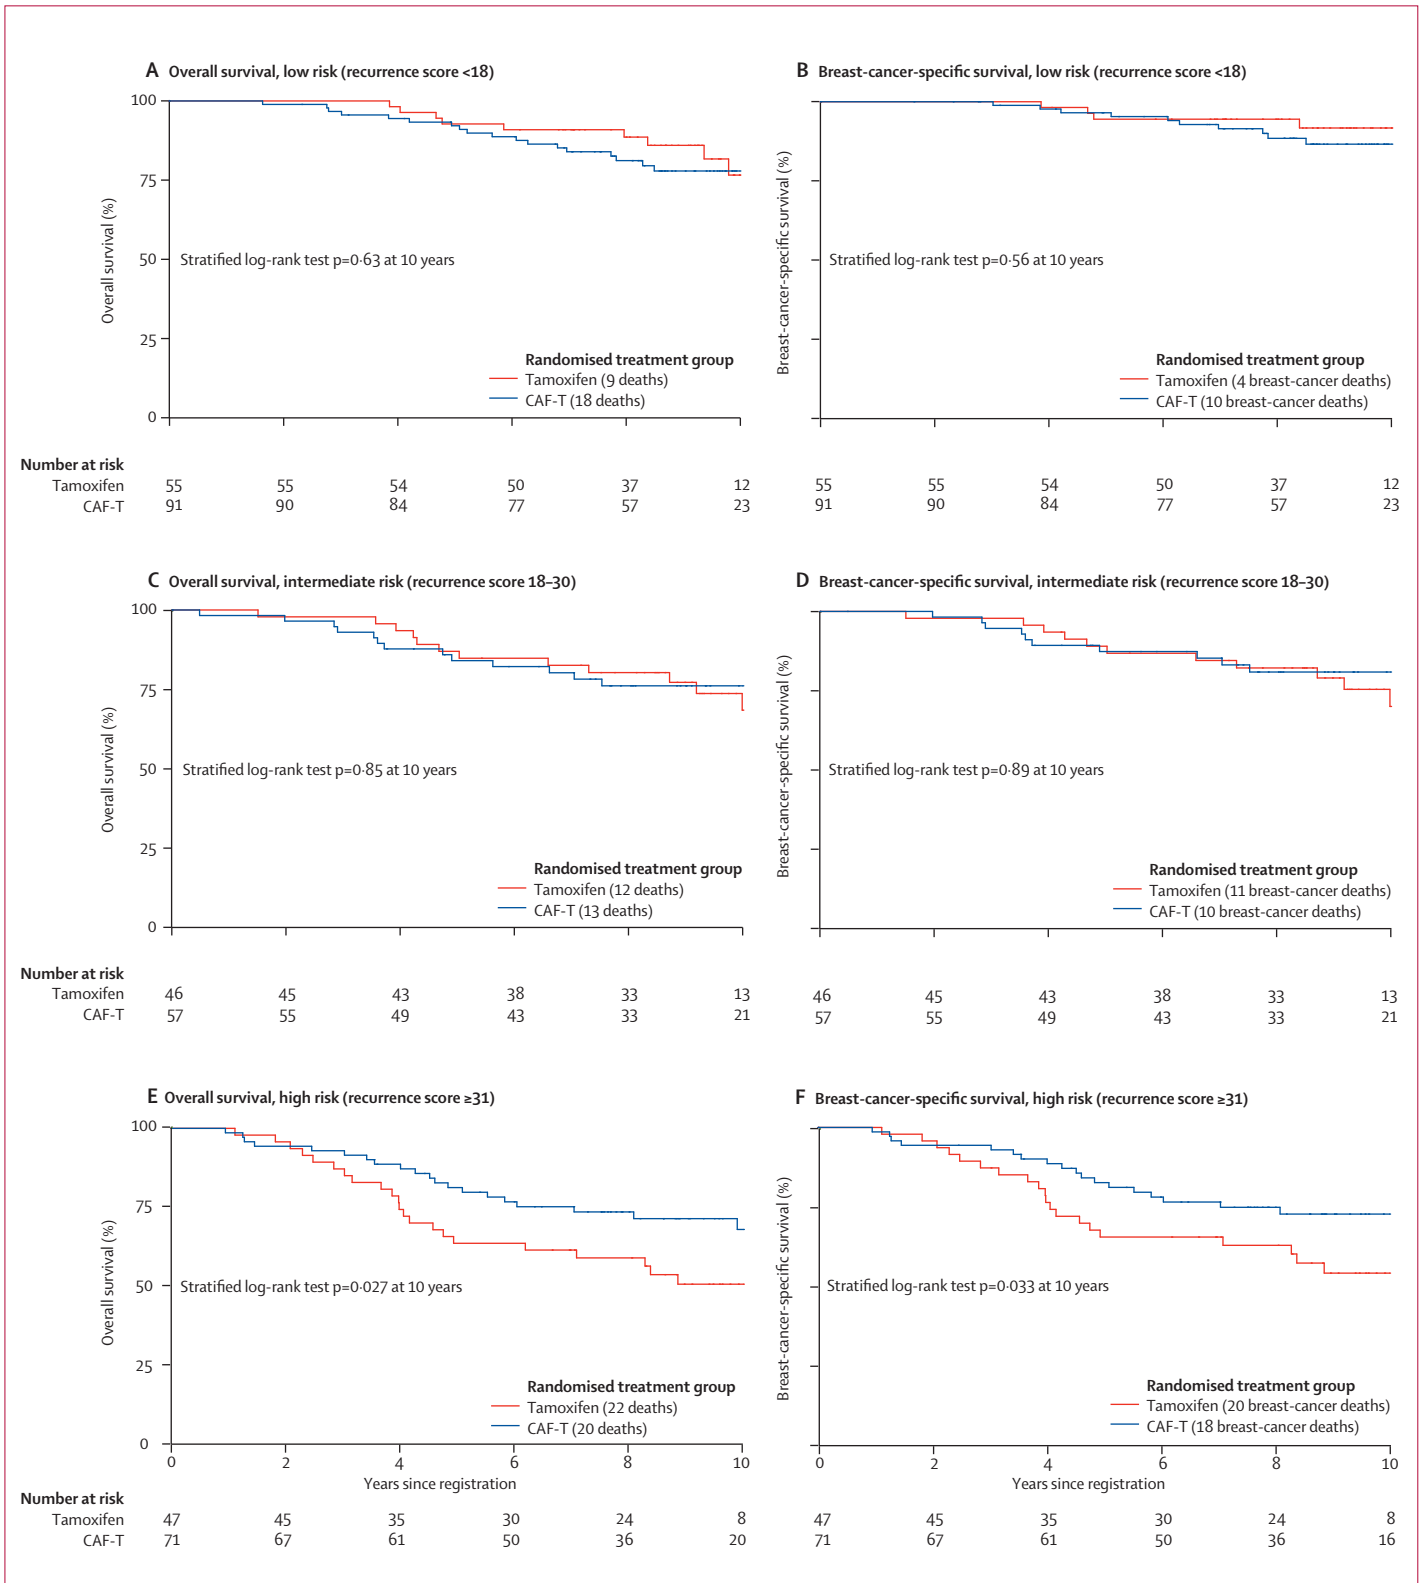 A Overall survival, low risk (recurrence score <18)
100
75
50
25
0
Overall survival (%)
Stratified log-rank test p=0·63 at 10 years
Randomised treatment group
Tamoxifen (9 deaths)
CAF-T (18 deaths)
Number at risk
Tamoxifen 55 55 54 50 37 12
CAF-T 91 90 84 77 57 23
B Breast-cancer-specific survival, low risk (recurrence score <18)
Breast-cancer-specific survival (%)
Stratified log-rank test p=0·56 at 10 years
Randomised treatment group
Tamoxifen (4 breast-cancer deaths)
CAF-T (10 breast-cancer deaths)
55 55 54 50 37 12
91 90 84 77 57 23
C Overall survival, intermediate risk (recurrence score 18–30)
100
75
50
25
0
Overall survival (%)
Stratified log-rank test p=0·85 at 10 years
Randomised treatment group
Tamoxifen (12 deaths)
CAF-T (13 deaths)
Number at risk
Tamoxifen 46 45 43 38 33 13
CAF-T 57 55 49 43 33 21
D Breast-cancer-specific survival, intermediate risk (recurrence score 18–30)
Breast-cancer-specific survival (%)
Stratified log-rank test p=0·89 at 10 years
Randomised treatment group
Tamoxifen (11 breast-cancer deaths)
CAF-T (10 breast-cancer deaths)
46 45 43 38 33 13
57 55 49 43 33 21
E Overall survival, high risk (recurrence score ≥31)
100
75
50
25
0
Overall survival (%)
Stratified log-rank test p=0·027 at 10 years
Randomised treatment group
Tamoxifen (22 deaths)
CAF-T (20 deaths)
0 2 4 6 8 10
Years since registration
Number at risk
Tamoxifen 47 45 35 30 24 8
CAF-T 71 67 61 50 36 20
F Breast-cancer-specific survival, high risk (recurrence score ≥31)
Breast-cancer-specific survival (%)
Stratified log-rank test p=0·033 at 10 years
Randomised treatment group
Tamoxifen (20 breast-cancer deaths)
CAF-T (18 breast-cancer deaths)
0 2 4 6 8 10
Years since registration
47 45 35 30 24 8
71 67 61 50 36 16